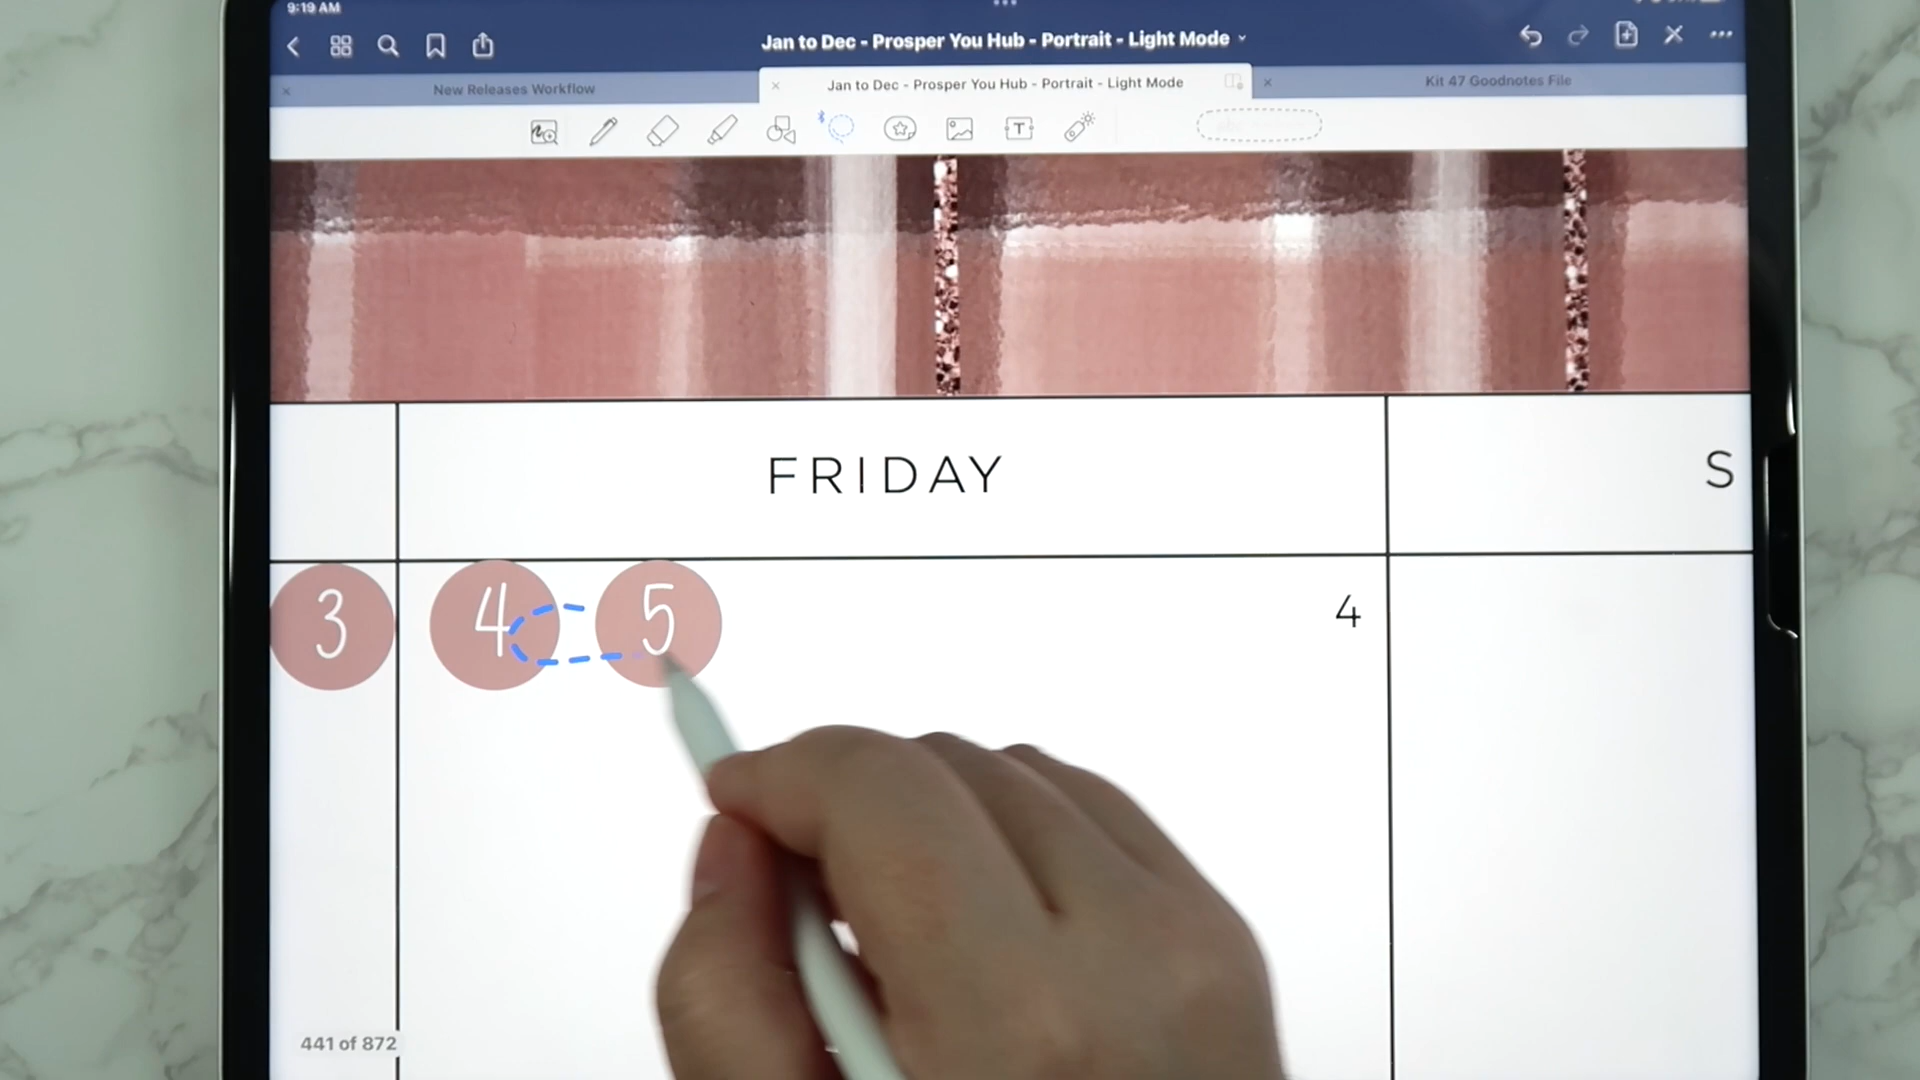 9:19 AM
Jan to Dec - Prosper You Hub - Portrait - Light Mode
New Releases Workflow
Jan to Dec - Prosper You Hub - Portrait - Light Mode
Kit 47 Goodnotes File
T
FRIDAY
S
3
4
5
4
441 of 872